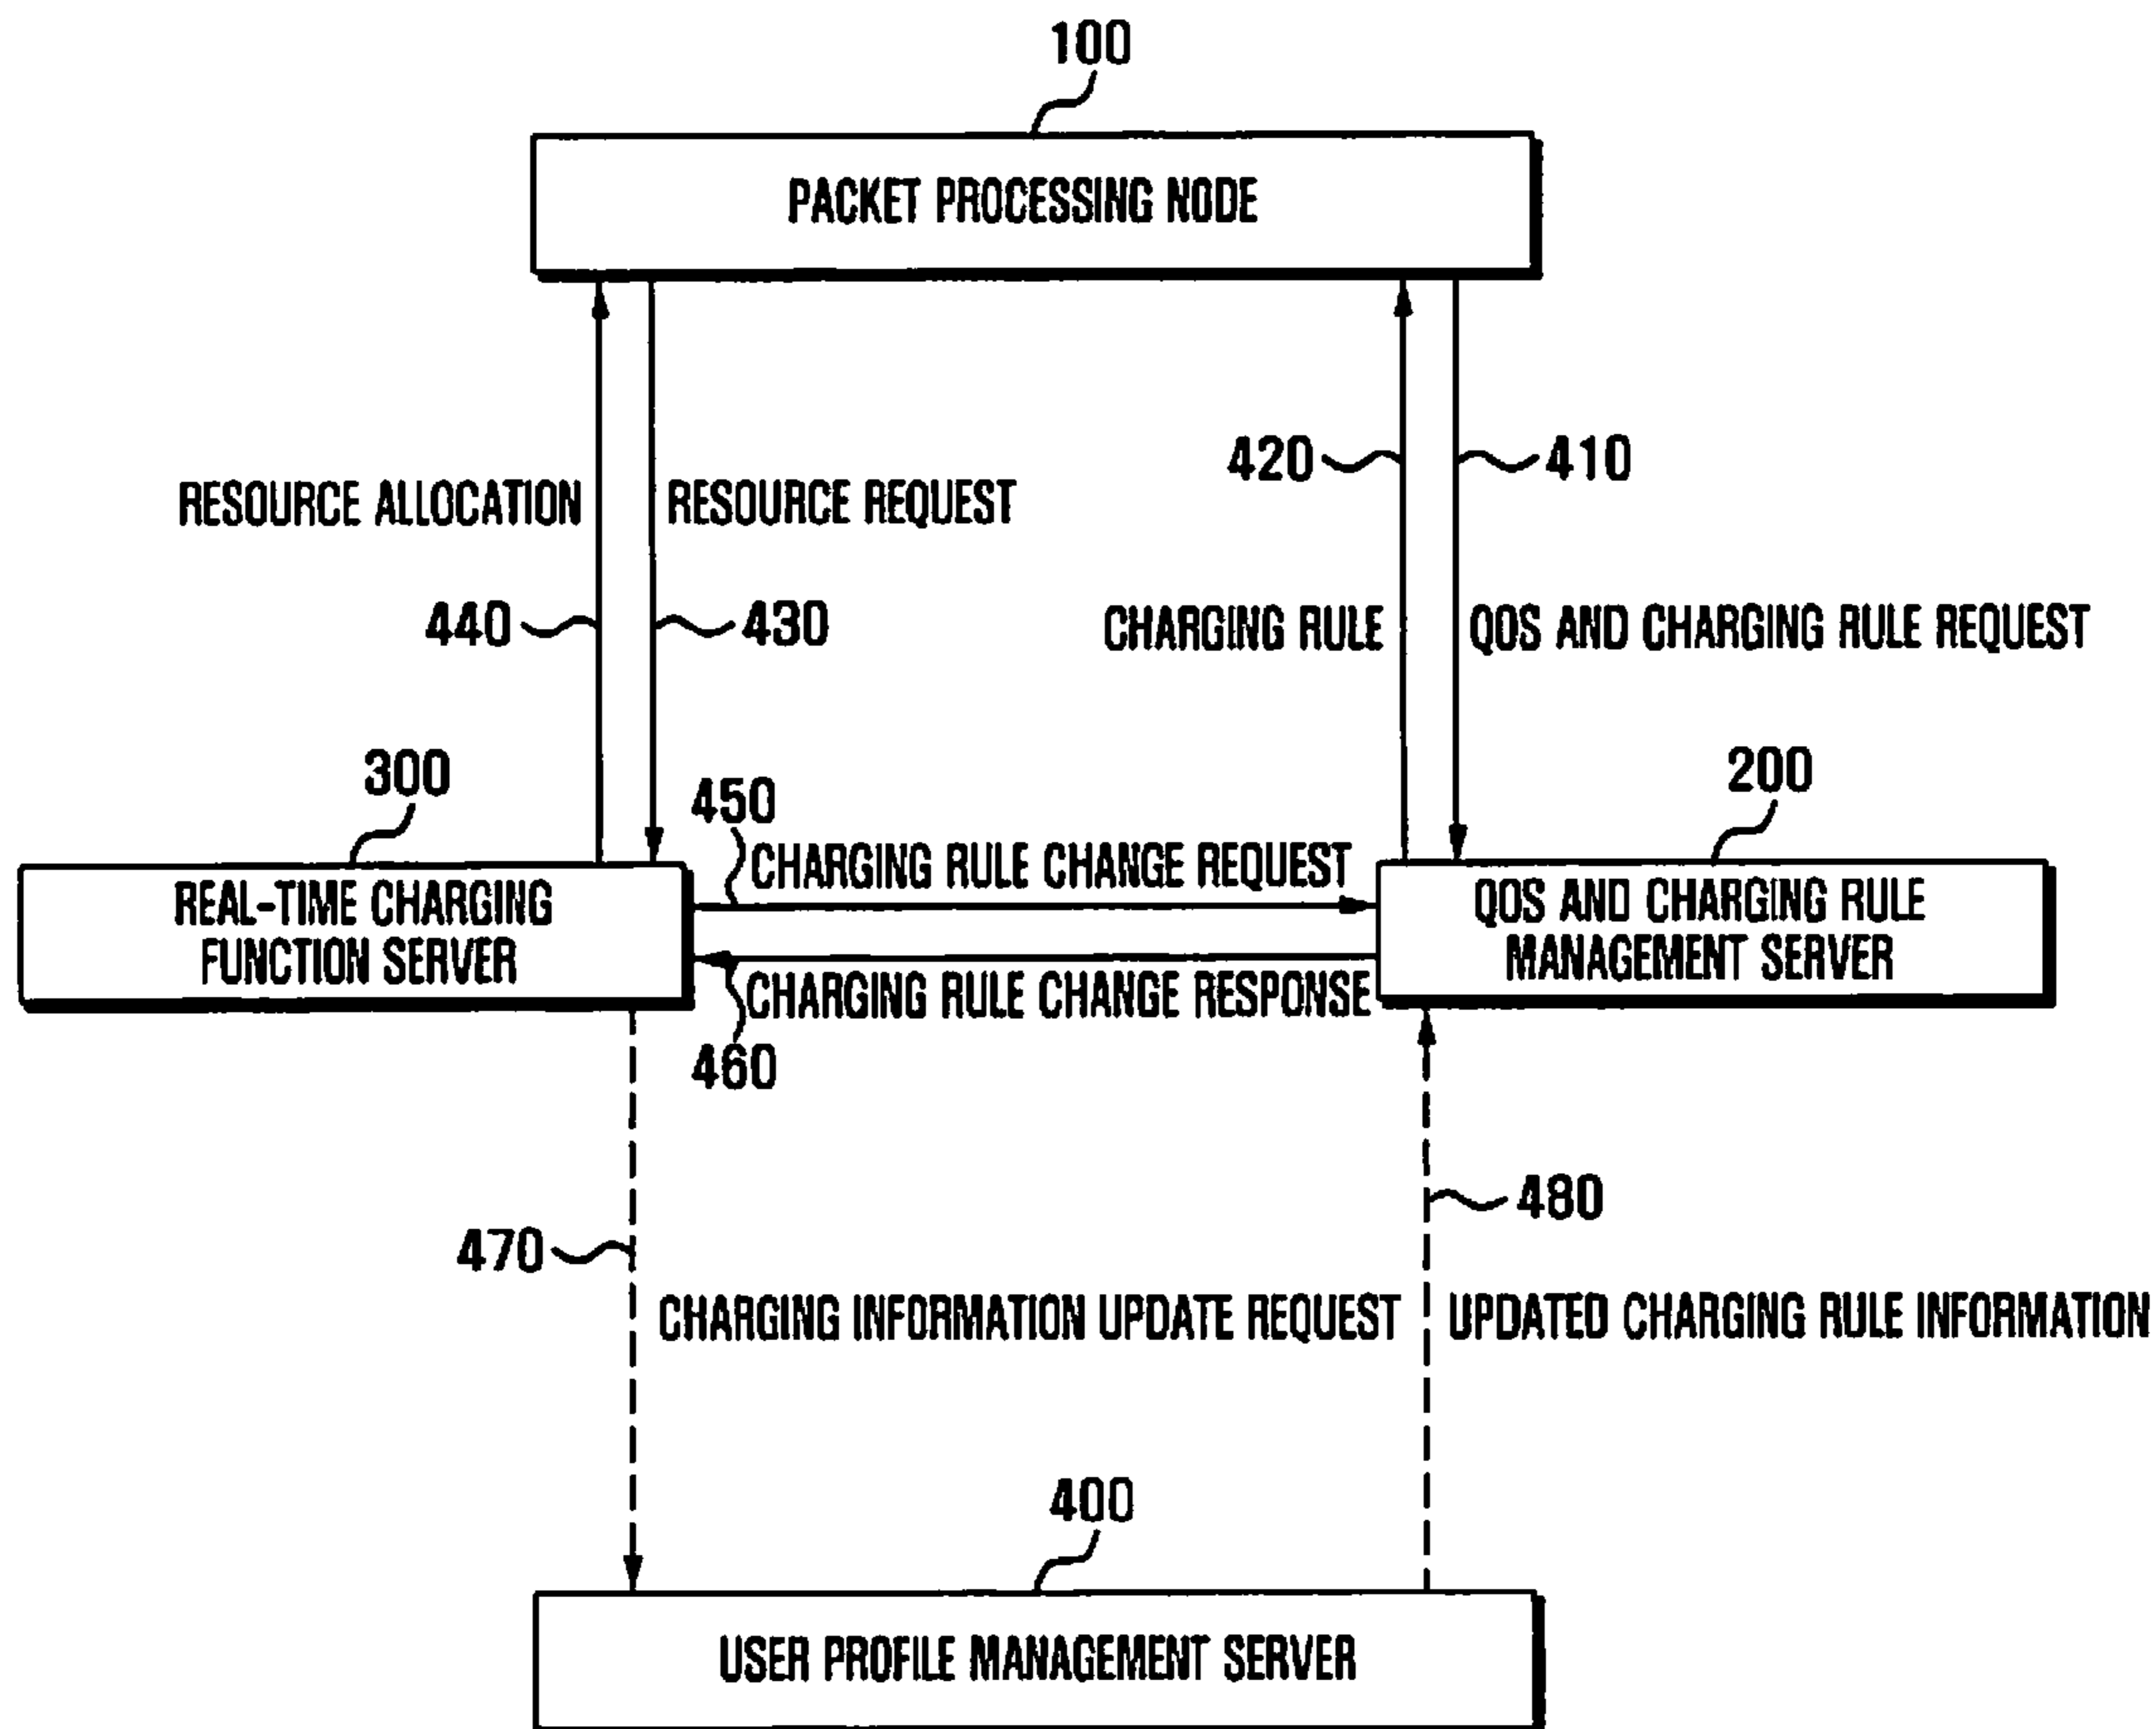 100
PACKET PROCESSING NODE
420
410
RESOURCE ALLOCATION
RESOURCE REQUEST
440
430
CHARGING RULE
QOS AND CHARGING RULE REQUEST
300
450
200
CHARGING RULE CHANGE REQUEST
REAL-TIME CHARGING
FUNCTION SERVER
QOS AND CHARGING RULE
MANAGEMENT SERVER
CHARGING RULE CHANGE RESPONSE
460
470
480
CHARGING INFORMATION UPDATE REQUEST
UPDATED CHARGING RULE INFORMATION
400
USER PROFILE MANAGEMENT SERVER